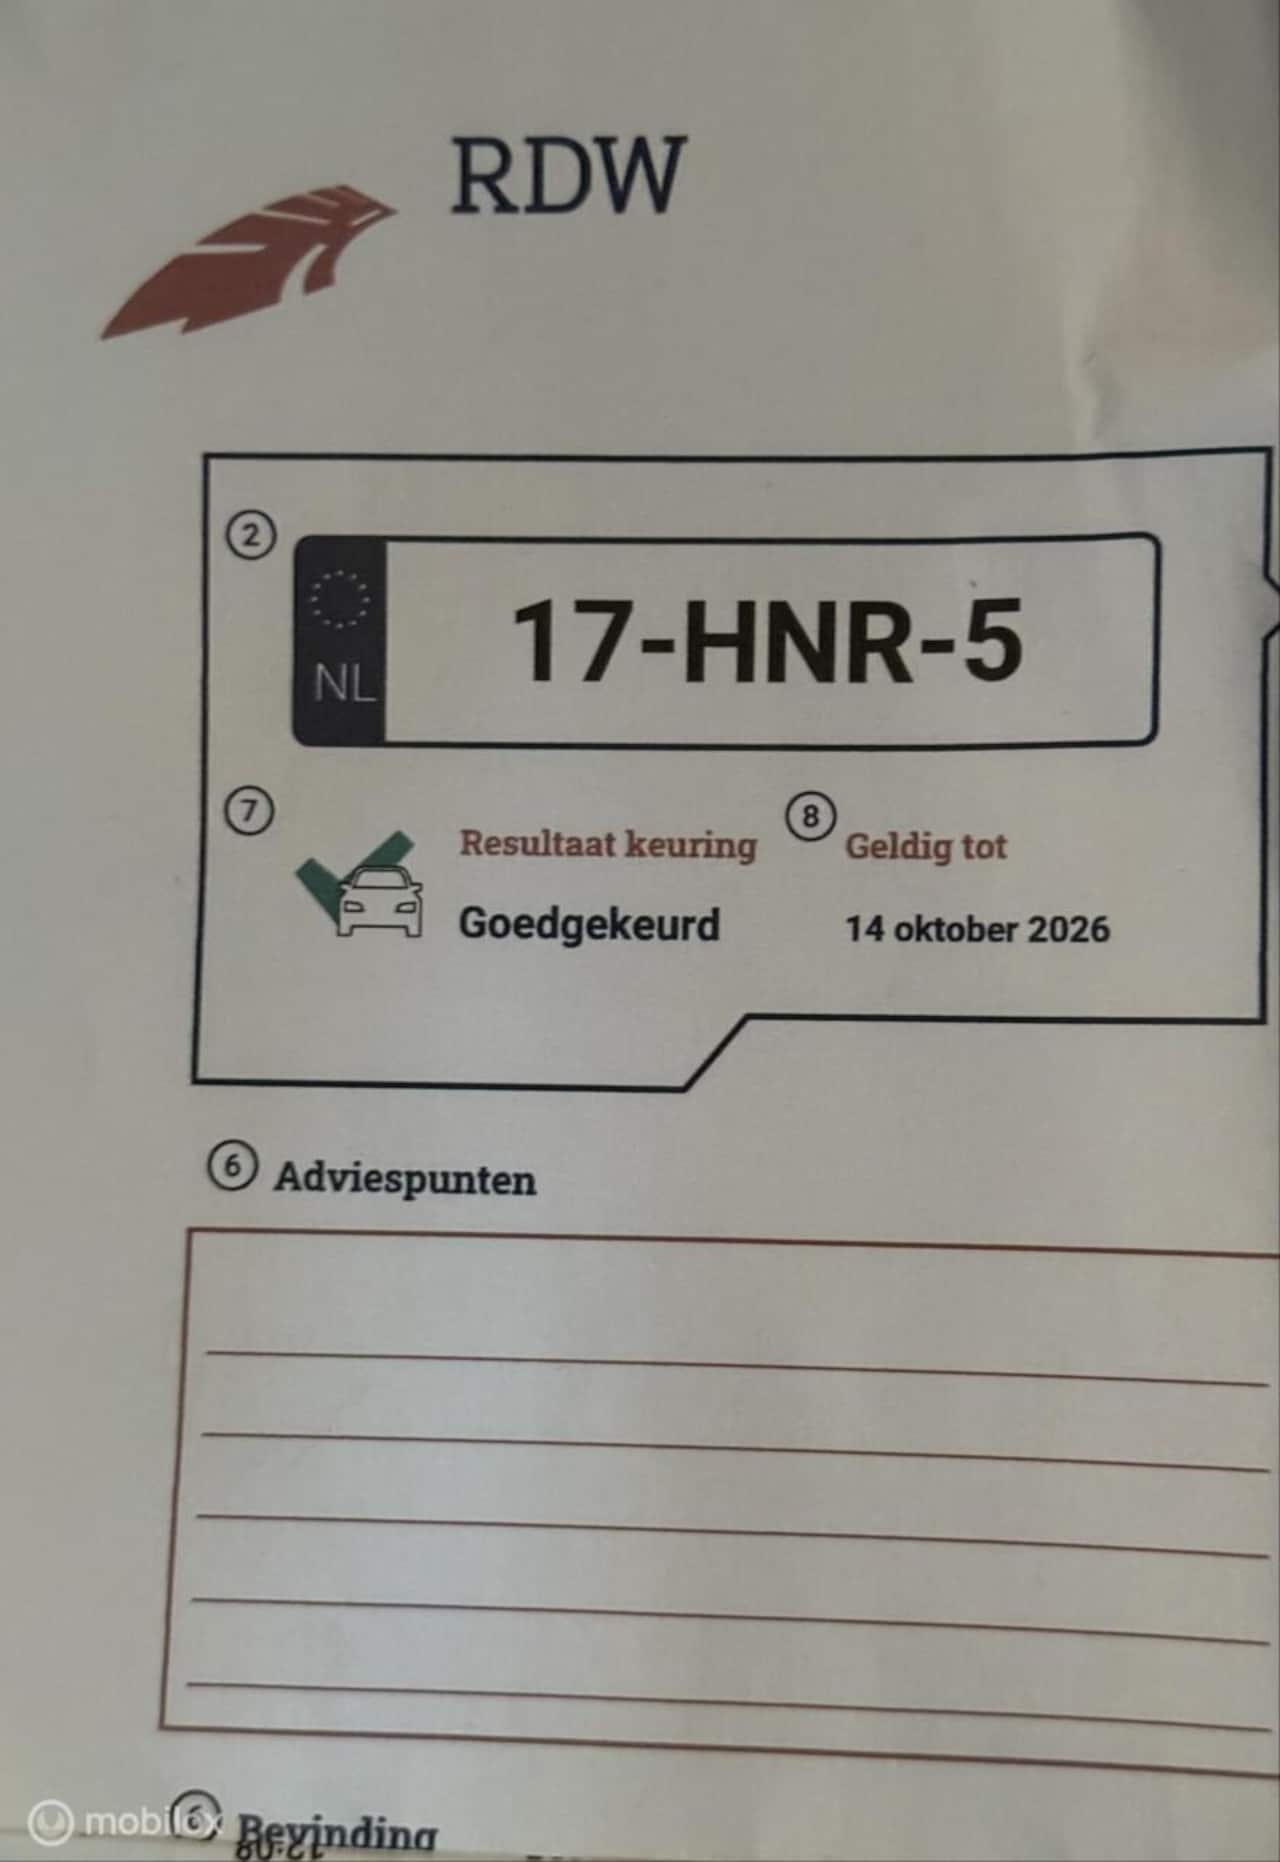 RDW
2
NL
17-HNR-5
7
Resultaat keuring
8
Geldig tot
Goedgekeurd
14 oktober 2026
6
Adviespunten
6
Bevinding
mobilox